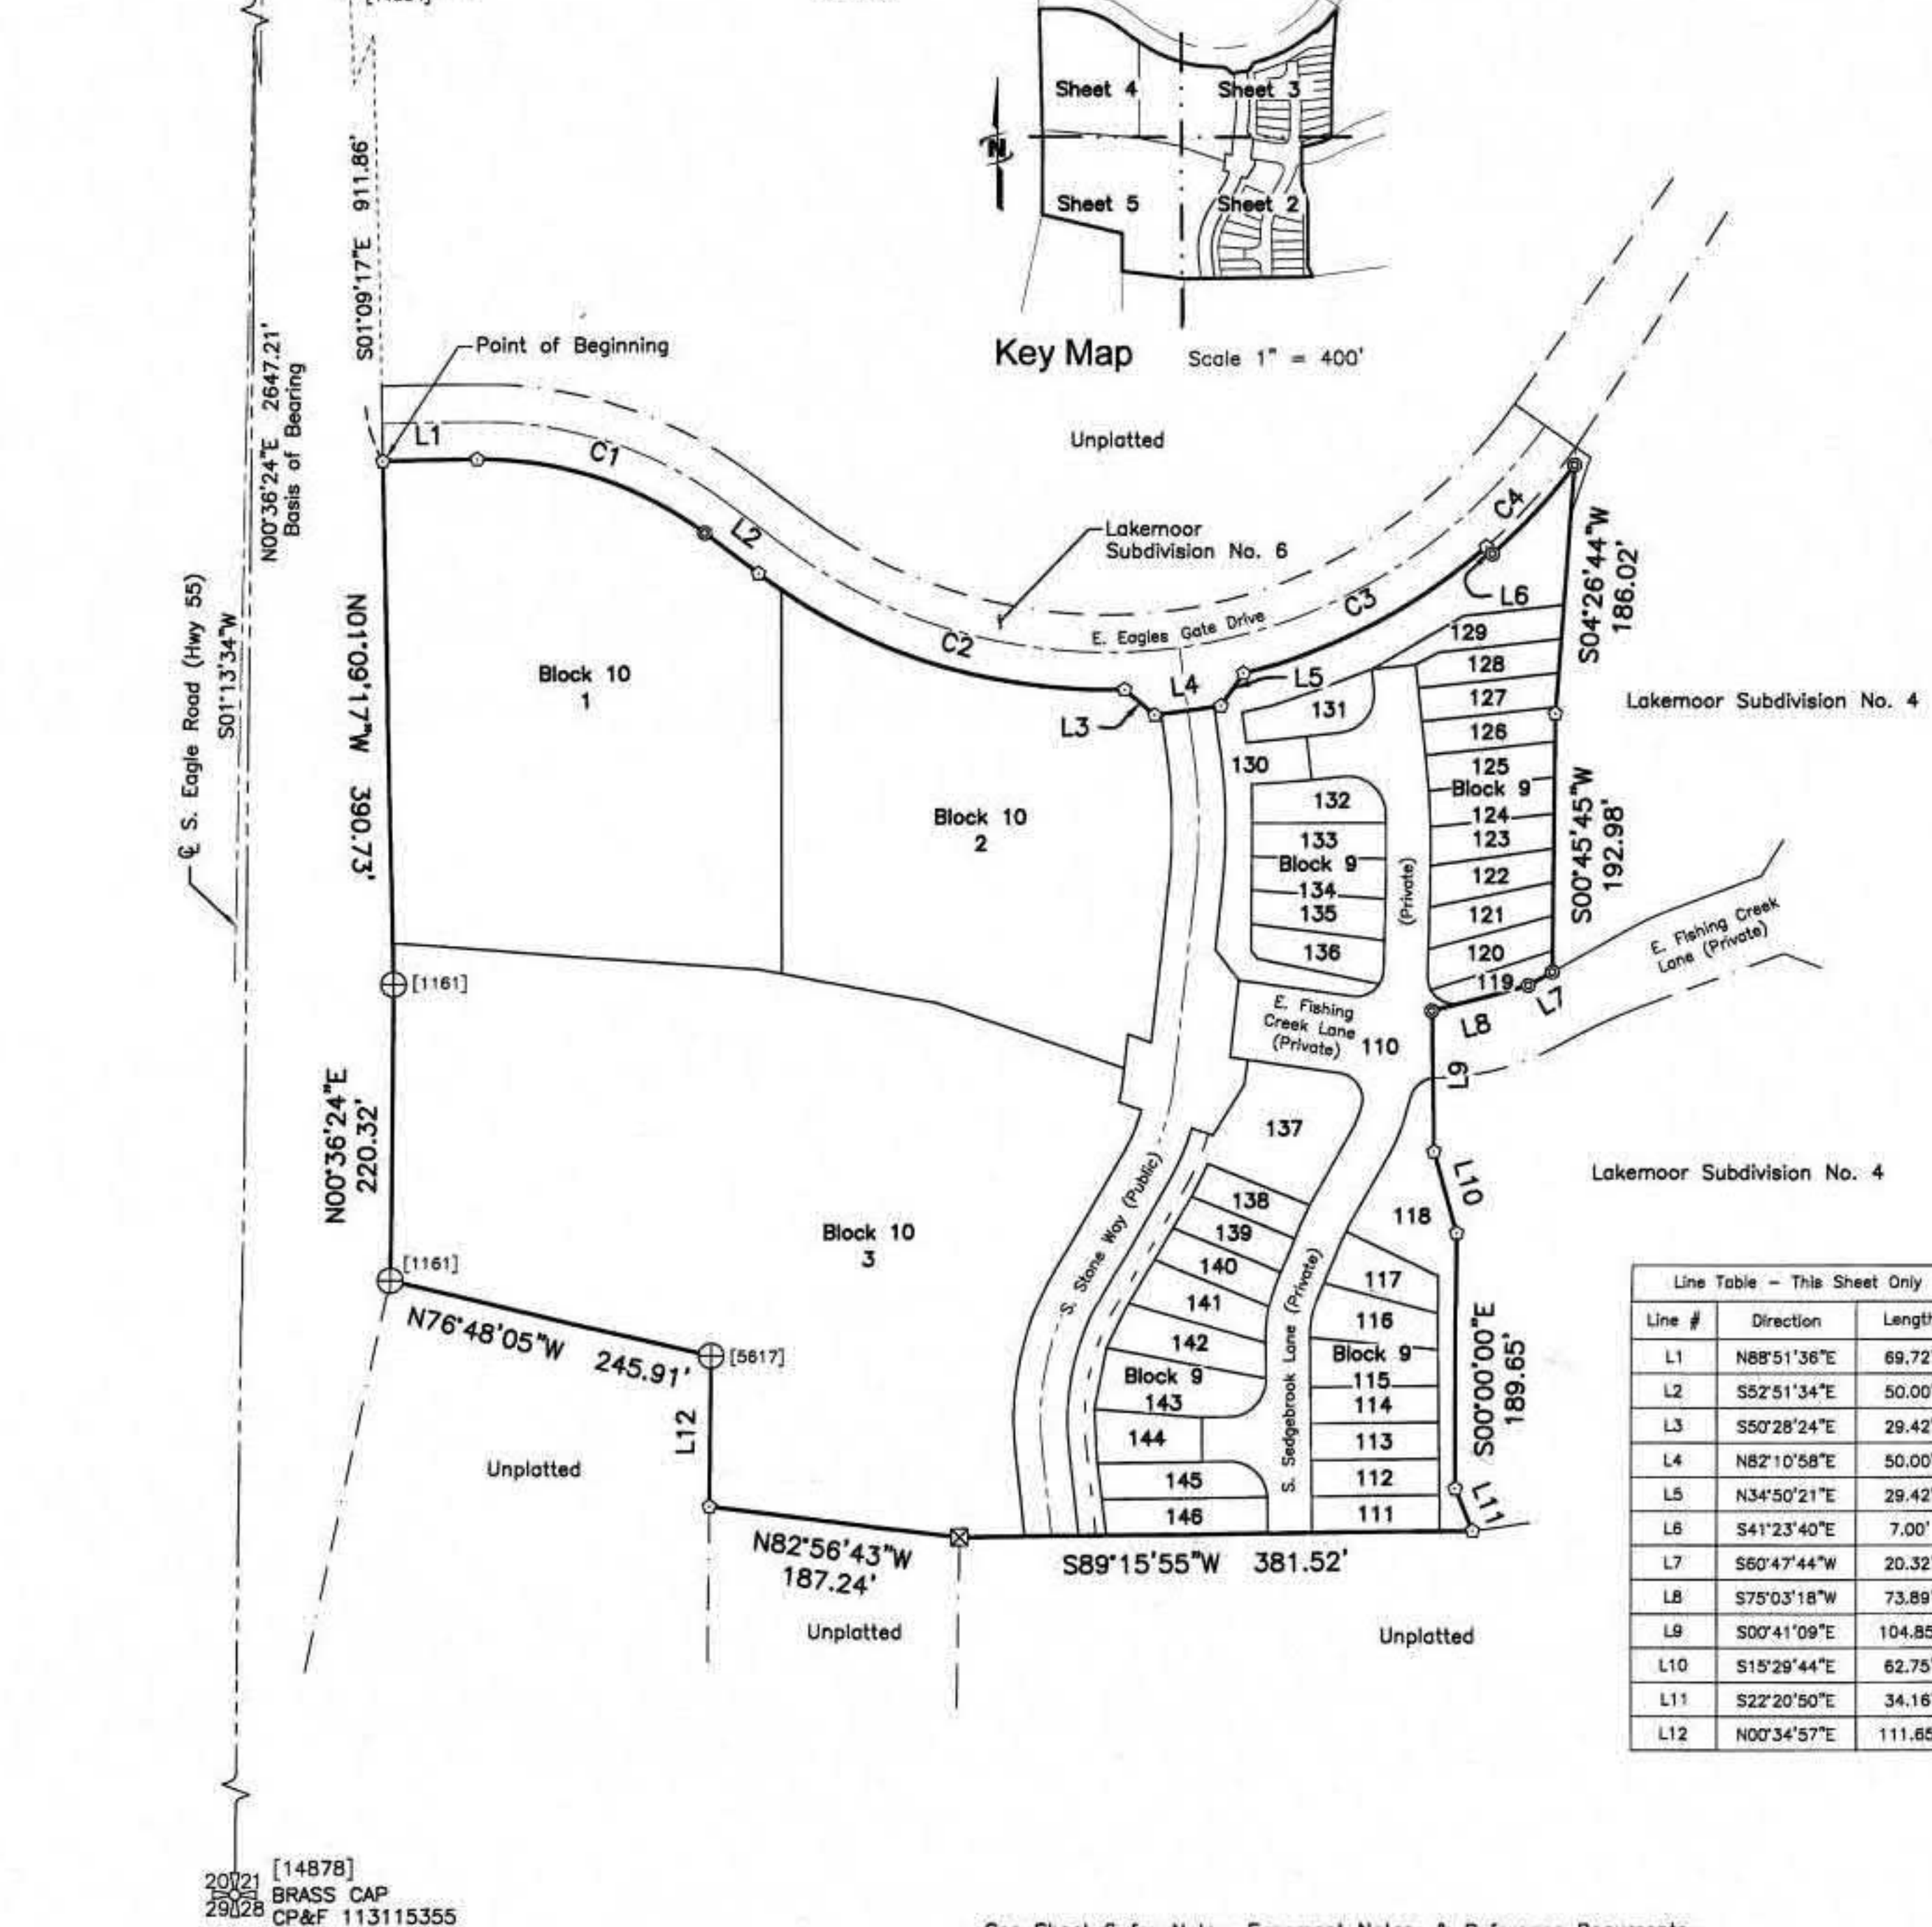 Sheet 4
Sheet 3
N
Sheet 5
Sheet 2
Key Map
Scale 1" = 400'
S01°09'17"E 911.86'
N00°36'24"E 2647.21'
Basis of Bearing
Point of Beginning
Unplatted
L1
C1
L2
Lakemoor
Subdivision No. 6
C4
C3
L6
E. Eagles Gate Drive
C2
S04°26'44"W
186.02'
℄ S. Eagle Road (Hwy 55)
S01°13'34"W
N01°09'17"W 390.73'
Block 10
1
L4
L5
L3
129
128
127
126
125
Block 9
124
123
122
121
120
119
Lakemoor Subdivision No. 4
131
130
132
133
Block 9
134
135
136
(Private)
S00°45'45"W
192.98'
Block 10
2
E. Fishing Creek
Lane (Private)
[1161]
L7
L8
E. Fishing
Creek Lane
(Private)
110
L9
N00°36'24"E
220.32'
137
S. Stone Way (Public)
L10
Lakemoor Subdivision No. 4
138
139
140
141
142
Block 9
143
144
145
146
118
117
116
Block 9
115
114
113
112
111
Block 10
3
S. Sedgebrook Lane (Private)
S00°00'00"E
189.65'
L11
[1161]
N76°48'05"W 245.91'
[5617]
L12
Unplatted
N82°56'43"W
187.24'
S89°15'55"W 381.52'
Unplatted
Unplatted
Line Table - This Sheet Only
Line # Direction Length
L1 N88°51'36"E 69.72
L2 S52°51'34"E 50.00
L3 S50°28'24"E 29.42
L4 N82°10'58"E 50.00
L5 N34°50'21"E 29.42
L6 S41°23'40"E 7.00'
L7 S60°47'44"W 20.32
L8 S75°03'18"W 73.89
L9 S00°41'09"E 104.85
L10 S15°29'44"E 62.75'
L11 S22°20'50"E 34.16
L12 N00°34'57"E 111.65
20 21
29 28
[14878]
BRASS CAP
CP&F 113115355